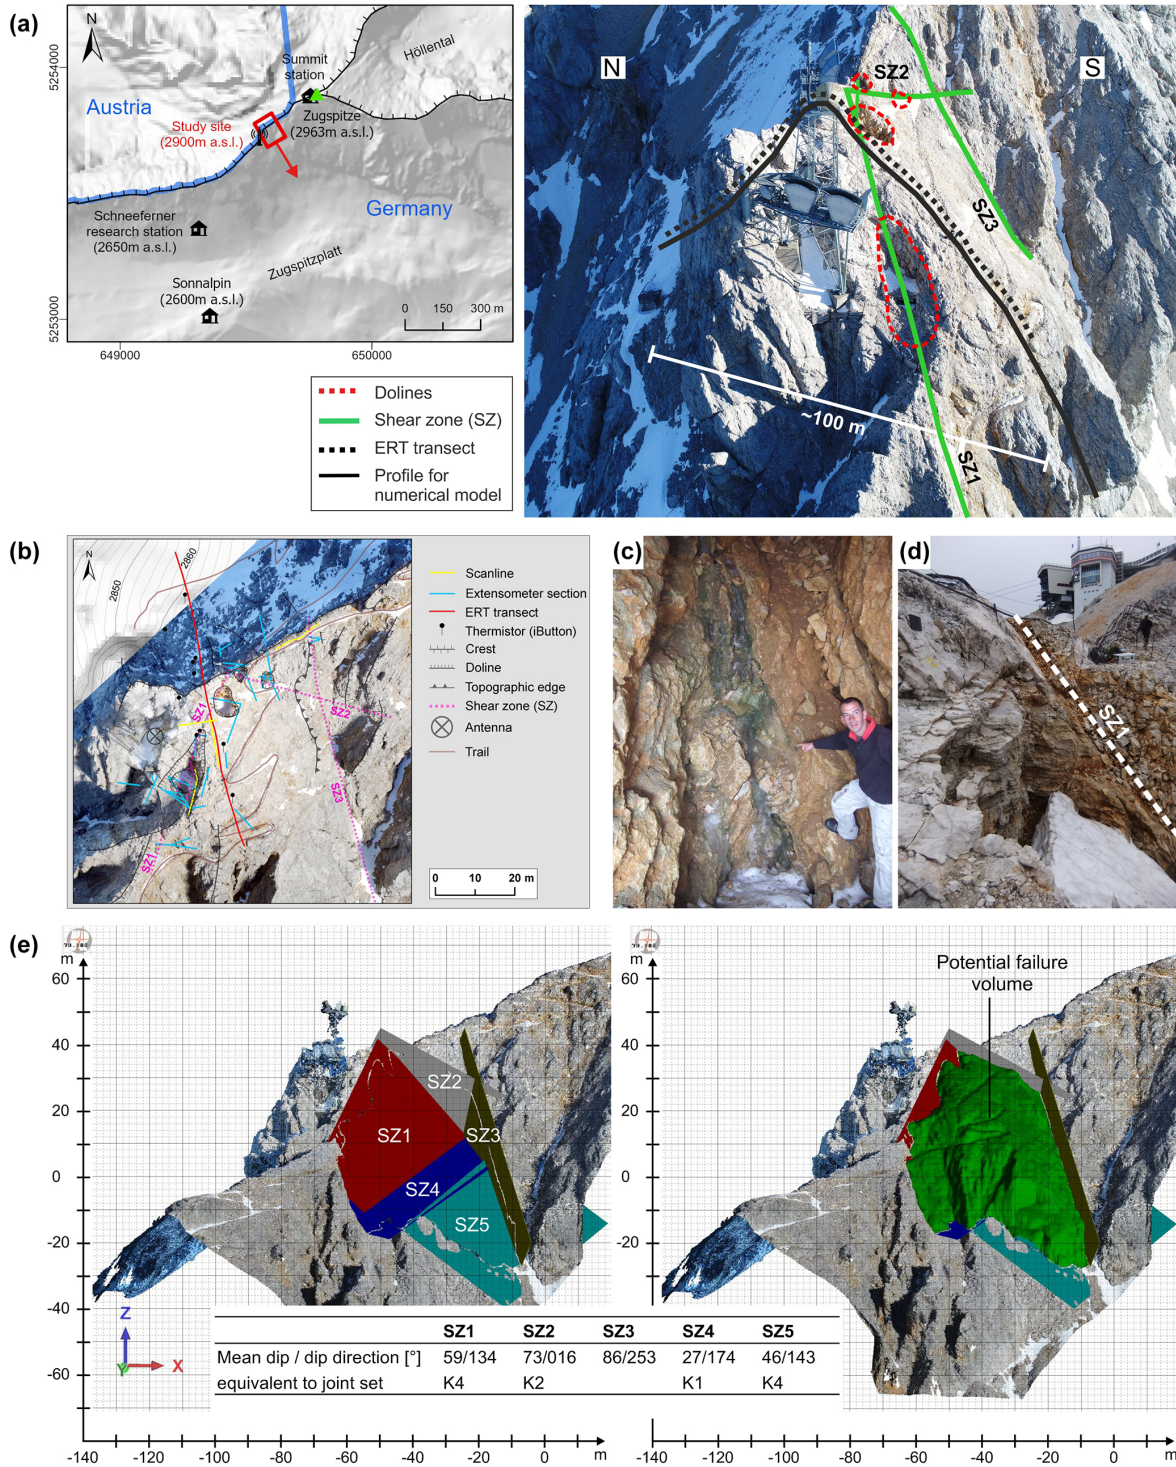 (a)
N
Austria
Study site
(2900m a.s.l.)
Summit
station
Höllental
Zugspitze
(2963m a.s.l.)
Germany
Schneeferner
research station
(2650m a.s.l.)
Zugspitzplatt
Sonnalpin
(2600m a.s.l.)
0 150 300 m
5254000
5253000
649000
650000
Dolines
Shear zone (SZ)
ERT transect
Profile for
numerical model
N
S
SZ2
SZ3
SZ1
~100 m
(b)
N
2850
2860
SZ1
SZ2
SZ3
SZ1
Scanline
Extensometer section
ERT transect
Thermistor (iButton)
Crest
Doline
Topographic edge
Shear zone (SZ)
Antenna
Trail
0 10 20 m
(c)
(d)
SZ1
(e)
m
60
40
20
0
-20
-40
-60
SZ1
SZ2
SZ3
SZ4
SZ5
Z
Y
X
-140 -120 -100 -80 -60 -40 -20 0 m
m
60
40
20
0
-20
Potential failure
volume
-140 -120 -100 -80 -60 -40 -20 0 m
SZ1 SZ2 SZ3 SZ4 SZ5
Mean dip / dip direction [°] 59/134 73/016 86/253 27/174 46/143
equivalent to joint set K4 K2 K1 K4